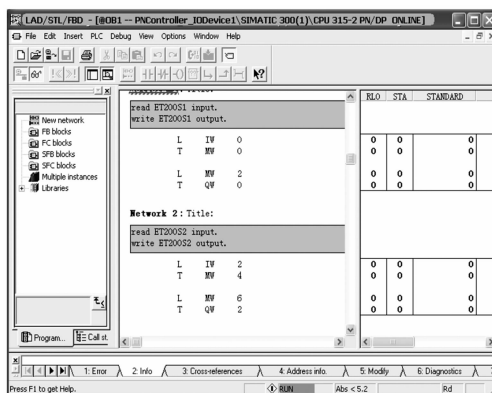 LAD/STL/FBD - [@OB1 -- PNController_IODevice1\SIMATIC 300(1)\CPU 315-2 PN/DP ONLINE]
File Edit Insert PLC Debug View Options Window Help
New network
FB blocks
FC blocks
SFB blocks
SFC blocks
Multiple instances
Libraries
Program...
Call st.
Title:
read ET200S1 input.
write ET200S1 output.
L IW 0
T MW 0
L MW 2
T QW 0
Network 2: Title:
read ET200S2 input.
write ET200S2 output.
L IW 2
T MW 4
L MW 6
T QW 2
RLO STA STANDARD
0 0 0
0 0 0
0 0 0
0 0 0
0 0 0
0 0 0
0 0 0
0 0 0
1: Error 2: Info 3: Cross-references 4: Address info. 5: Modify 6: Diagnostics
Press F1 to get Help. RUN Abs < 5.2 Rd